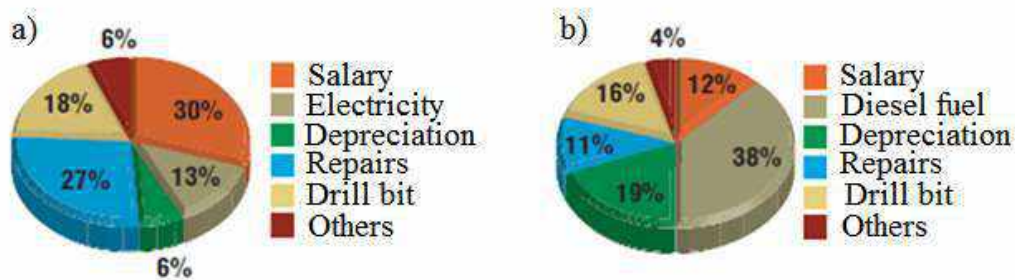 a)
6%
30%
13%
6%
27%
18%
Salary
Electricity
Depreciation
Repairs
Drill bit
Others
b)
4%
12%
38%
19%
11%
16%
Salary
Diesel fuel
Depreciation
Repairs
Drill bit
Others